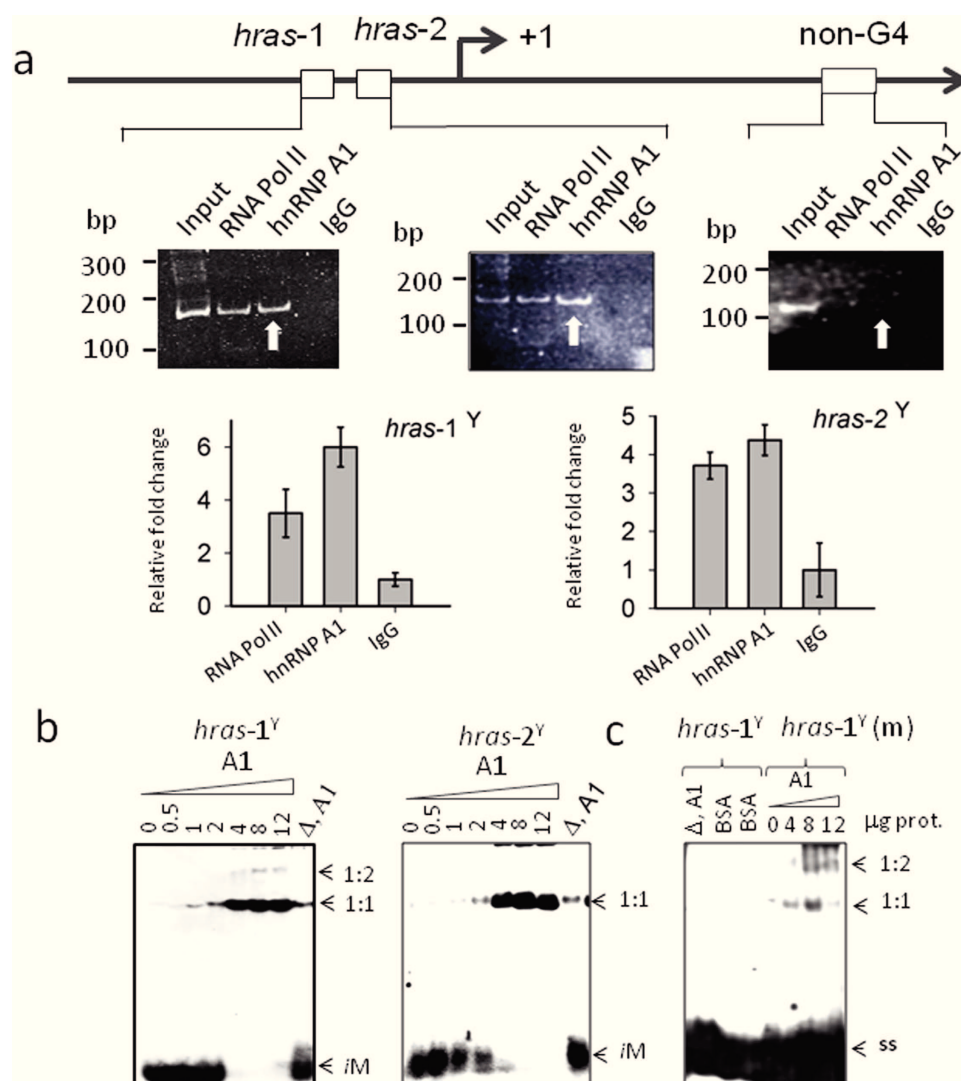 hras-1 hras-2 +1 non-G4
a
bp Input RNA Pol II hnRNP A1 IgG
300
200
100
bp Input RNA Pol II hnRNP A1 IgG
200
100
bp Input RNA Pol II hnRNP A1 IgG
200
100
Relative fold change
hras-1 Y
6
4
2
0
RNA Pol II hnRNP A1 IgG
Relative fold change
hras-2 Y
5
4
3
2
1
0
RNA Pol II hnRNP A1 IgG
b
hras-1Y
A1
0 0.5 1 2 4 8 12 Δ, A1
< 1:2
< 1:1
< iM
hras-2Y
A1
0 0.5 1 2 4 8 12 Δ, A1
< 1:1
< iM
c
hras-1Y hras-1Y (m)
A1
Δ, A1 BSA BSA 0 4 8 12 μg prot.
< 1:2
< 1:1
< ss